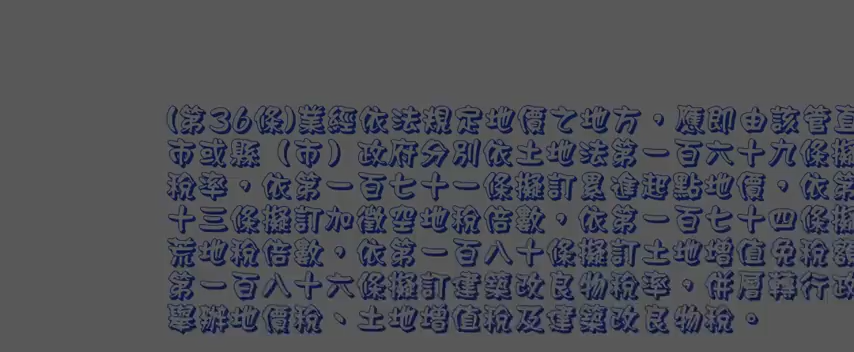 (第36條)業經依法規定地價之地方，應即由該管直
市或縣（市）政府分別依土地法第一百六十九條擬
稅率，依第一百七十一條擬訂累進起點地價，依第
十三條擬訂加徵空地稅倍數，依第一百七十四條擬
荒地稅倍數，依第一百八十條擬訂土地增值免稅額
第一百八十六條擬訂建築改良物稅率，併層轉行政
舉辦地價稅、土地增值稅及建築改良物稅。